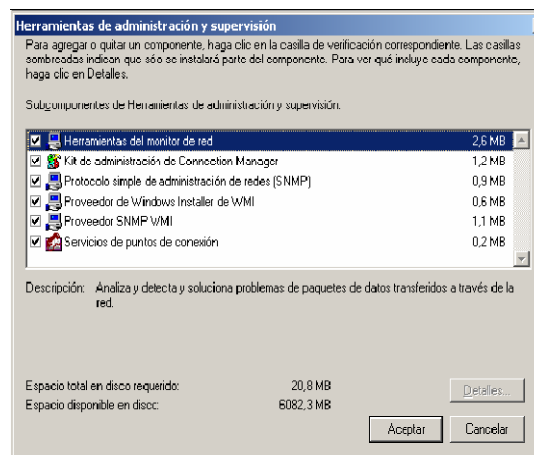 Herramientas de administración y supervisión
Para agregar o quitar un componente, haga clic en la casilla de verificación correspondiente. Las casillas
sombreadas indican que sólo se instalará parte del componente. Para ver qué incluye cada componente,
haga clic en Detalles.
Subcomponentes de Herramientas de administración y supervisión:
Herramientas del monitor de red 2,6 MB
Kit de administración de Connection Manager 1,2 MB
Protocolo simple de administración de redes (SNMP) 0,9 MB
Proveedor de Windows Installer de WMI 0,6 MB
Proveedor SNMP WMI 1,1 MB
Servicios de puntos de conexión 0,2 MB
Descripción: Analiza y detecta y soluciona problemas de paquetes de datos transferidos a través de la
red.
Espacio total en disco requerido: 20,8 MB
Detalles...
Espacio disponible en disco: 6082,3 MB
Aceptar Cancelar